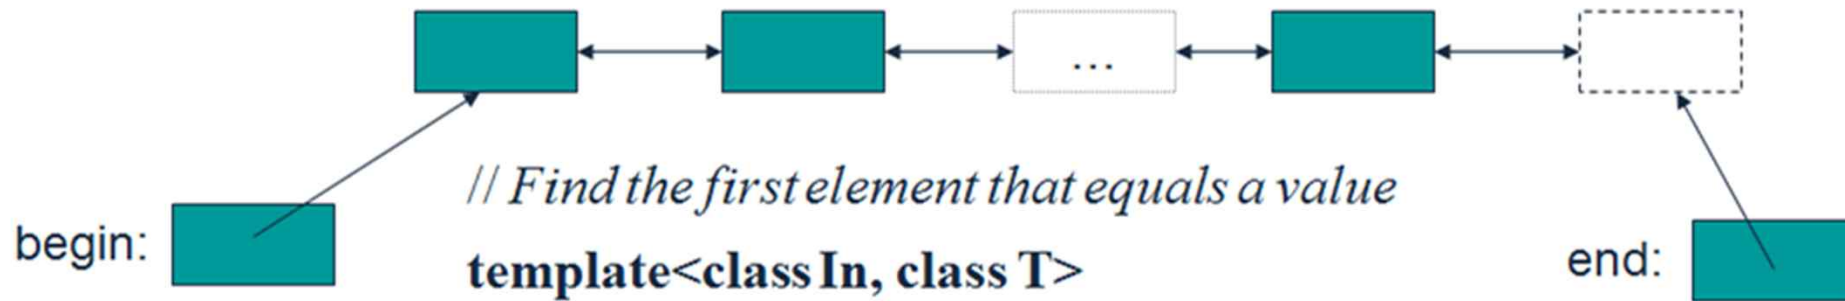 ...
// Find the first element that equals a value
begin:
end:
template<class In, class T>